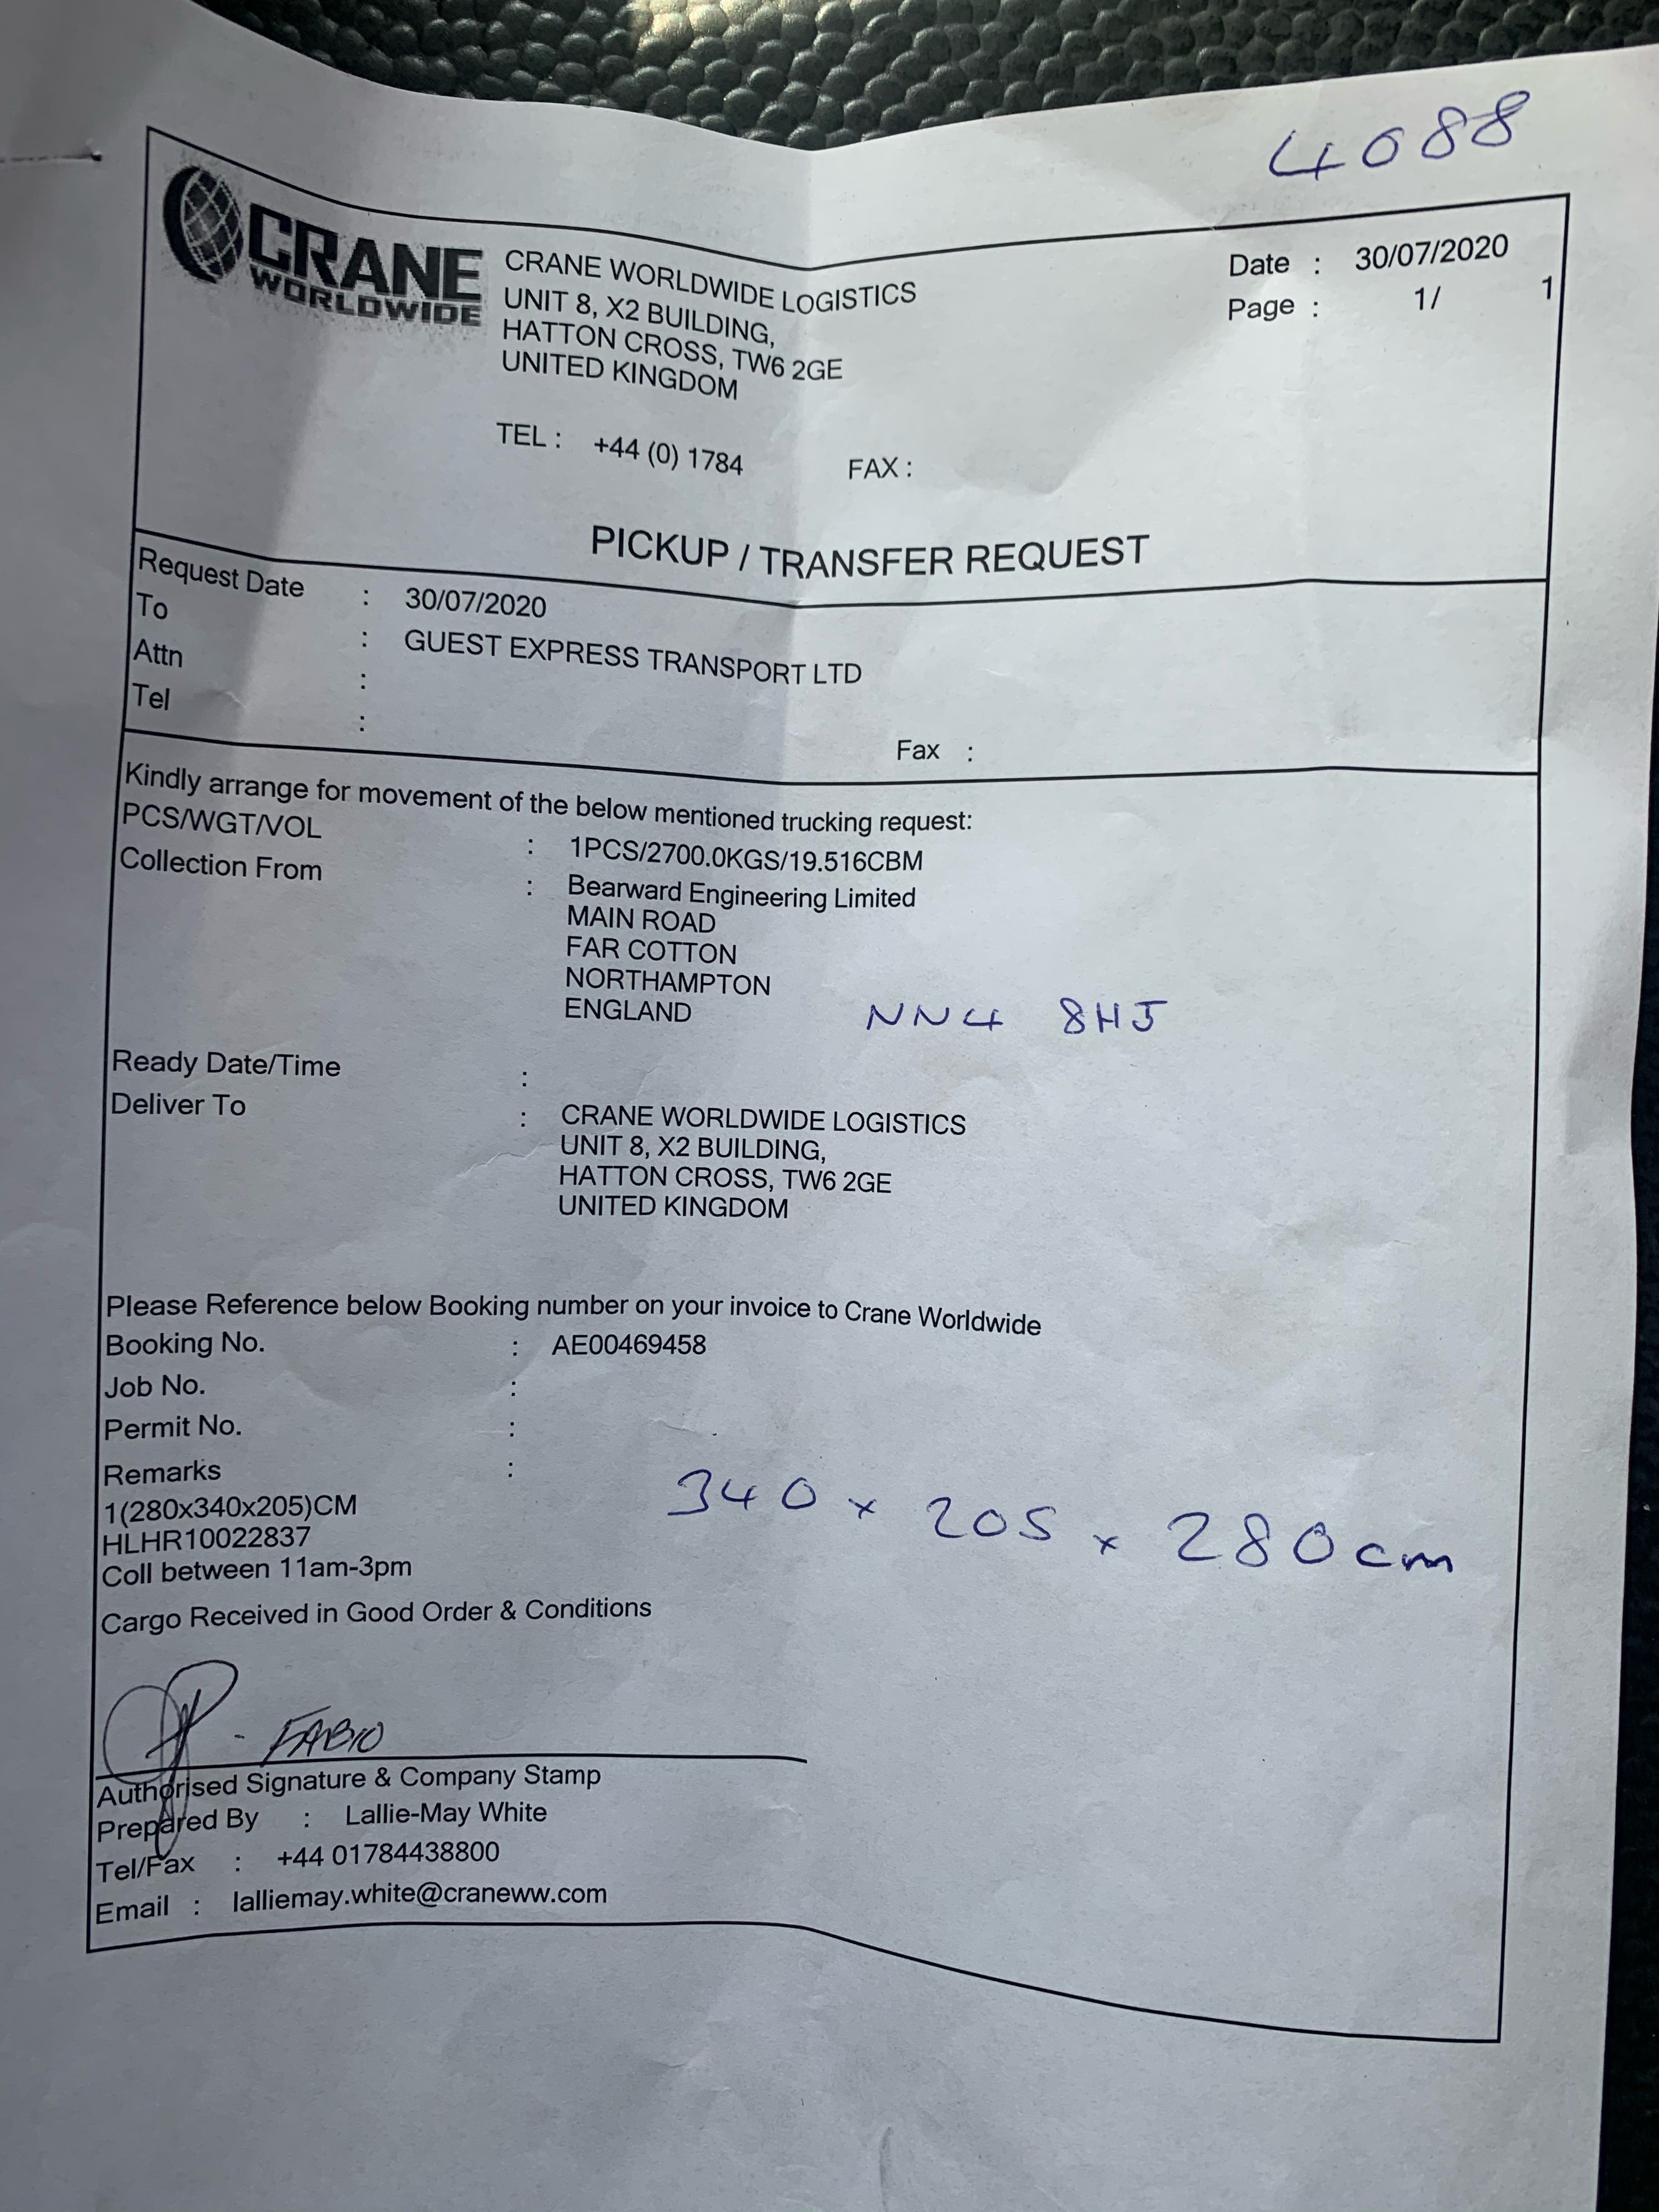 4088
CRANE
WORLDWIDE
CRANE WORLDWIDE LOGISTICS
UNIT 8, X2 BUILDING,
HATTON CROSS, TW6 2GE
UNITED KINGDOM
Date : 30/07/2020
Page : 1/ 1
TEL : +44 (0) 1784 FAX :
PICKUP / TRANSFER REQUEST
Request Date : 30/07/2020
To : GUEST EXPRESS TRANSPORT LTD
Attn :
Tel : Fax :
Kindly arrange for movement of the below mentioned trucking request:
PCS/WGT/VOL : 1PCS/2700.0KGS/19.516CBM
Collection From : Bearward Engineering Limited
MAIN ROAD
FAR COTTON
NORTHAMPTON
ENGLAND NN4 8HJ
Ready Date/Time :
Deliver To : CRANE WORLDWIDE LOGISTICS
UNIT 8, X2 BUILDING,
HATTON CROSS, TW6 2GE
UNITED KINGDOM
Please Reference below Booking number on your invoice to Crane Worldwide
Booking No. : AE00469458
Job No. :
Permit No. :
Remarks :
1(280x340x205)CM
340 x 205 x 280cm
HLHR10022837
Coll between 11am-3pm
Cargo Received in Good Order & Conditions
- FABIO
Authorised Signature & Company Stamp
Prepared By : Lallie-May White
Tel/Fax : +44 01784438800
Email : lalliemay.white@craneww.com